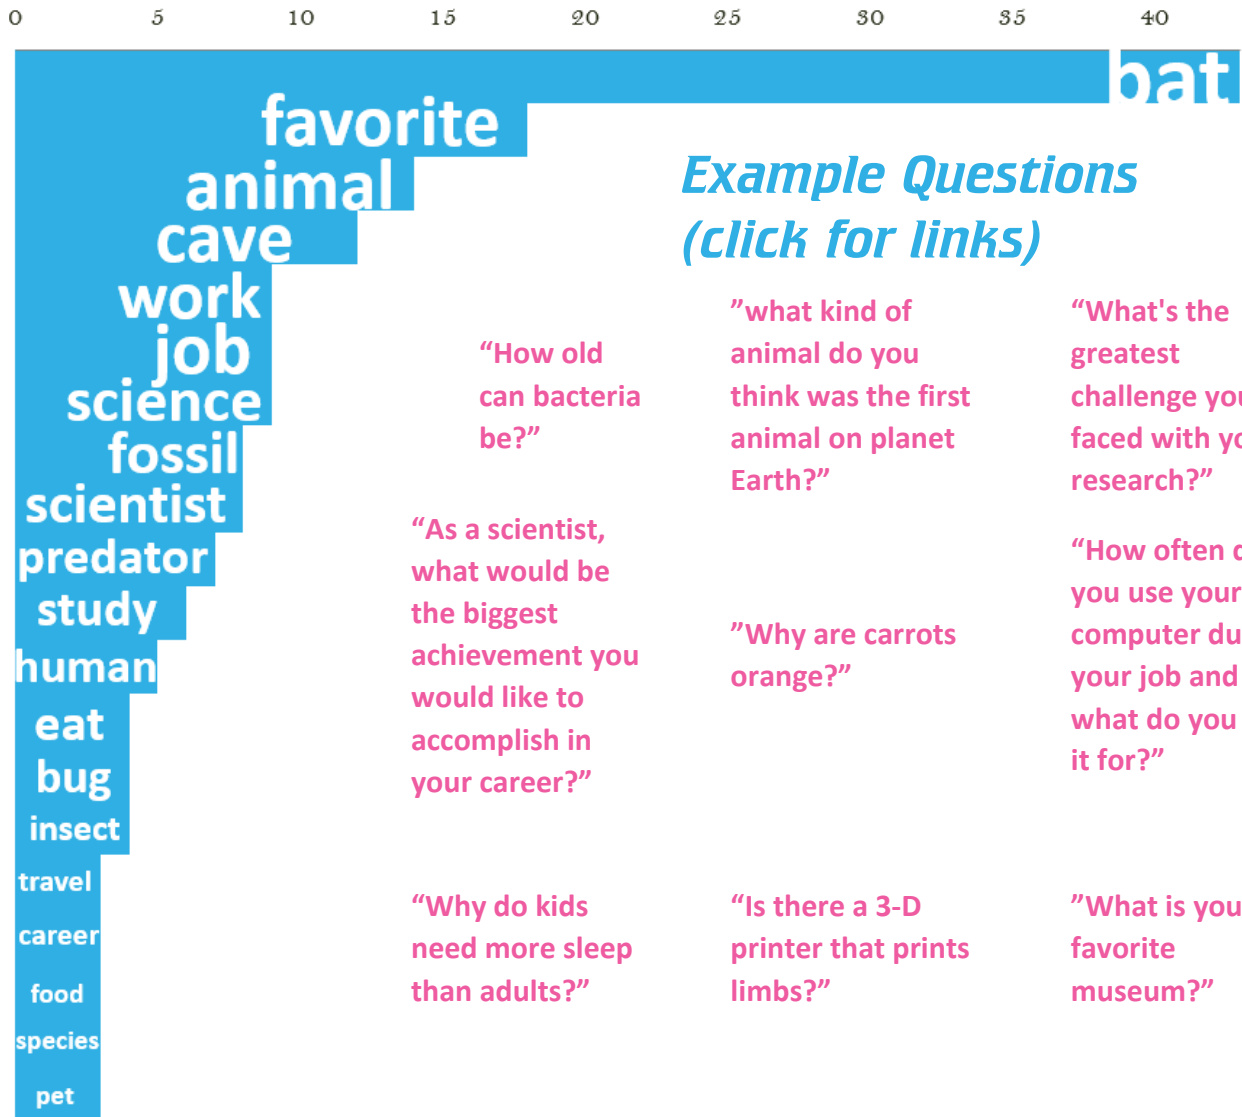 0 5 10 15 20 25 30 35 40
bat
favorite
animal
cave
work
job
science
fossil
scientist
predator
study
human
eat
bug
insect
travel
career
food
species
pet
Example Questions
(click for links)
“How old
can bacteria
be?”
”what kind of
animal do you
think was the first
animal on planet
Earth?”
“What's the
greatest
challenge you
faced with yo
research?”
“As a scientist,
what would be
the biggest
achievement you
would like to
accomplish in
your career?”
”Why are carrots
orange?”
“How often d
you use your
computer du
your job and
what do you
it for?”
“Why do kids
need more sleep
than adults?”
“Is there a 3-D
printer that prints
limbs?”
”What is you
favorite
museum?”